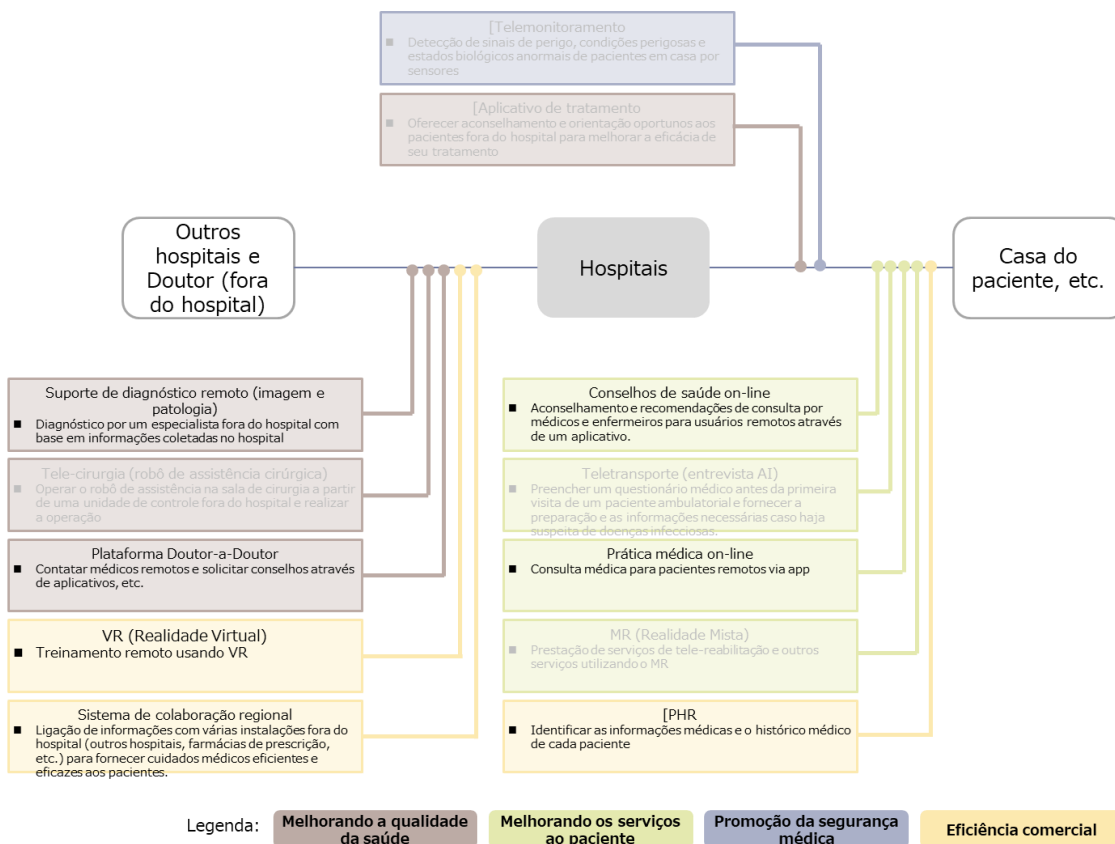 [Telemonitoramento
■ Detecção de sinais de perigo, condições perigosas e
estados biológicos anormais de pacientes em casa por
sensores
[Aplicativo de tratamento
■ Oferecer aconselhamento e orientação oportunos aos
pacientes fora do hospital para melhorar a eficácia de
seu tratamento
Outros
hospitais e
Doutor (fora
do hospital)
Hospitais
Casa do
paciente, etc.
Suporte de diagnóstico remoto (imagem e
patologia)
■ Diagnóstico por um especialista fora do hospital com
base em informações coletadas no hospital
Tele-cirurgia (robô de assistência cirúrgica)
■ Operar o robô de assistência na sala de cirurgia a partir
de uma unidade de controle fora do hospital e realizar
a operação
Plataforma Doutor-a-Doutor
■ Contatar médicos remotos e solicitar conselhos através
de aplicativos, etc.
VR (Realidade Virtual)
■ Treinamento remoto usando VR
Sistema de colaboração regional
■ Ligação de informações com várias instalações fora do
hospital (outros hospitais, farmácias de prescrição,
etc.) para fornecer cuidados médicos eficientes e
eficazes aos pacientes.
Conselhos de saúde on-line
■ Aconselhamento e recomendações de consulta por
médicos e enfermeiros para usuários remotos através
de um aplicativo.
Teletransporte (entrevista AI)
■ Preencher um questionário médico antes da primeira
visita de um paciente ambulatorial e fornecer a
preparação e as informações necessárias caso haja
suspeita de doenças infecciosas.
Prática médica on-line
■ Consulta médica para pacientes remotos via app
MR (Realidade Mista)
■ Prestação de serviços de tele-reabilitação e outros
serviços utilizando o MR
[PHR
■ Identificar as informações médicas e o histórico médico
de cada paciente
Legenda:
Melhorando a qualidade
da saúde
Melhorando os serviços
ao paciente
Promoção da segurança
médica
Eficiência comercial